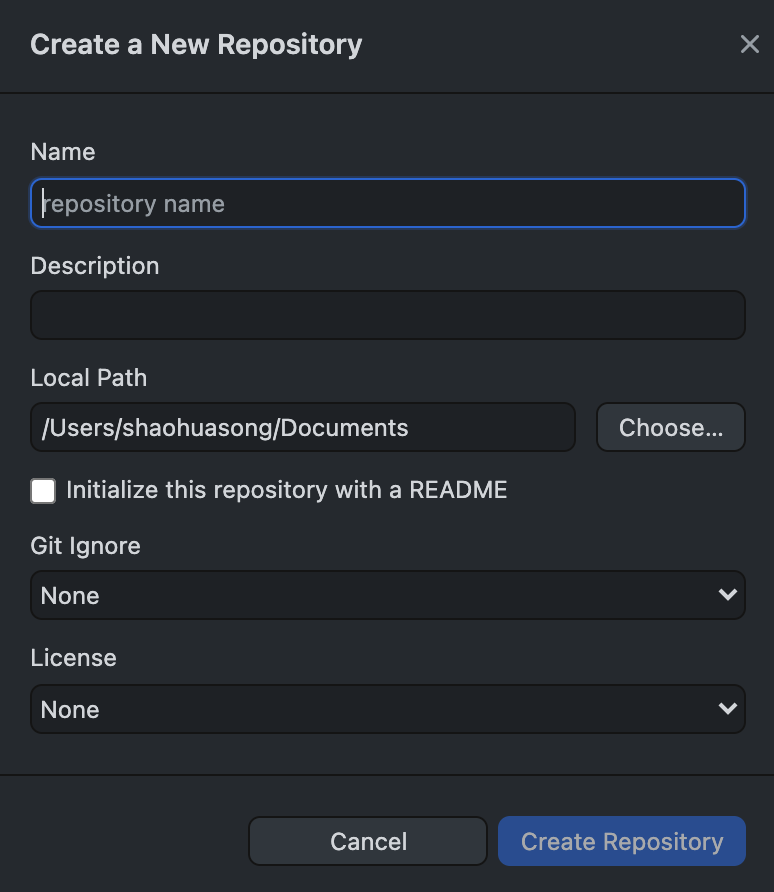 Create a New Repository
Name
repository name
Description
Local Path
/Users/shaohuasong/Documents
Choose...
Initialize this repository with a README
Git Ignore
None
License
None
Cancel
Create Repository